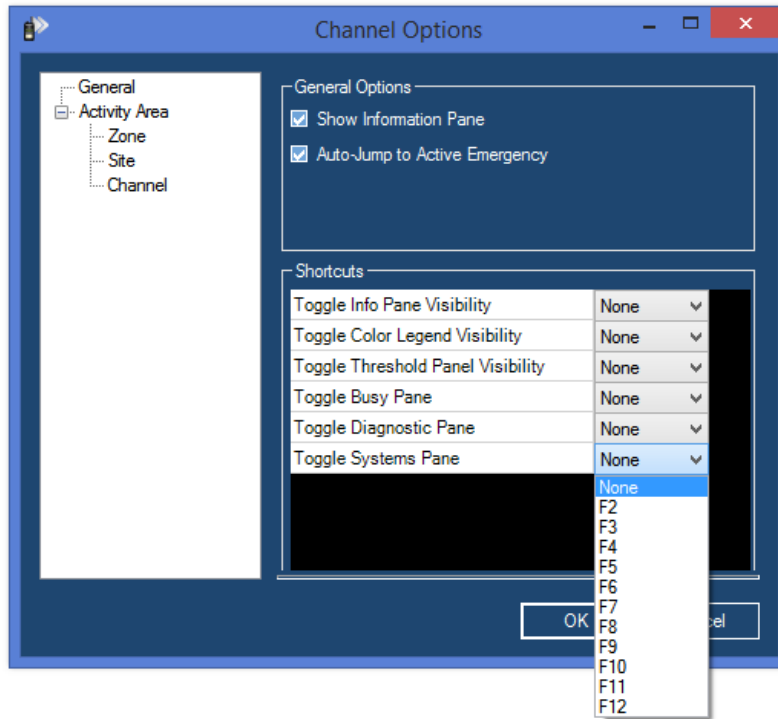 Channel Options
General
Activity Area
Zone
Site
Channel
General Options
Show Information Pane
Auto-Jump to Active Emergency
Shortcuts
Toggle Info Pane Visibility None
Toggle Color Legend Visibility None
Toggle Threshold Panel Visibility None
Toggle Busy Pane None
Toggle Diagnostic Pane None
Toggle Systems Pane None
None
F2
F3
F4
F5
F6
F7
F8
F9
F10
F11
F12
OK